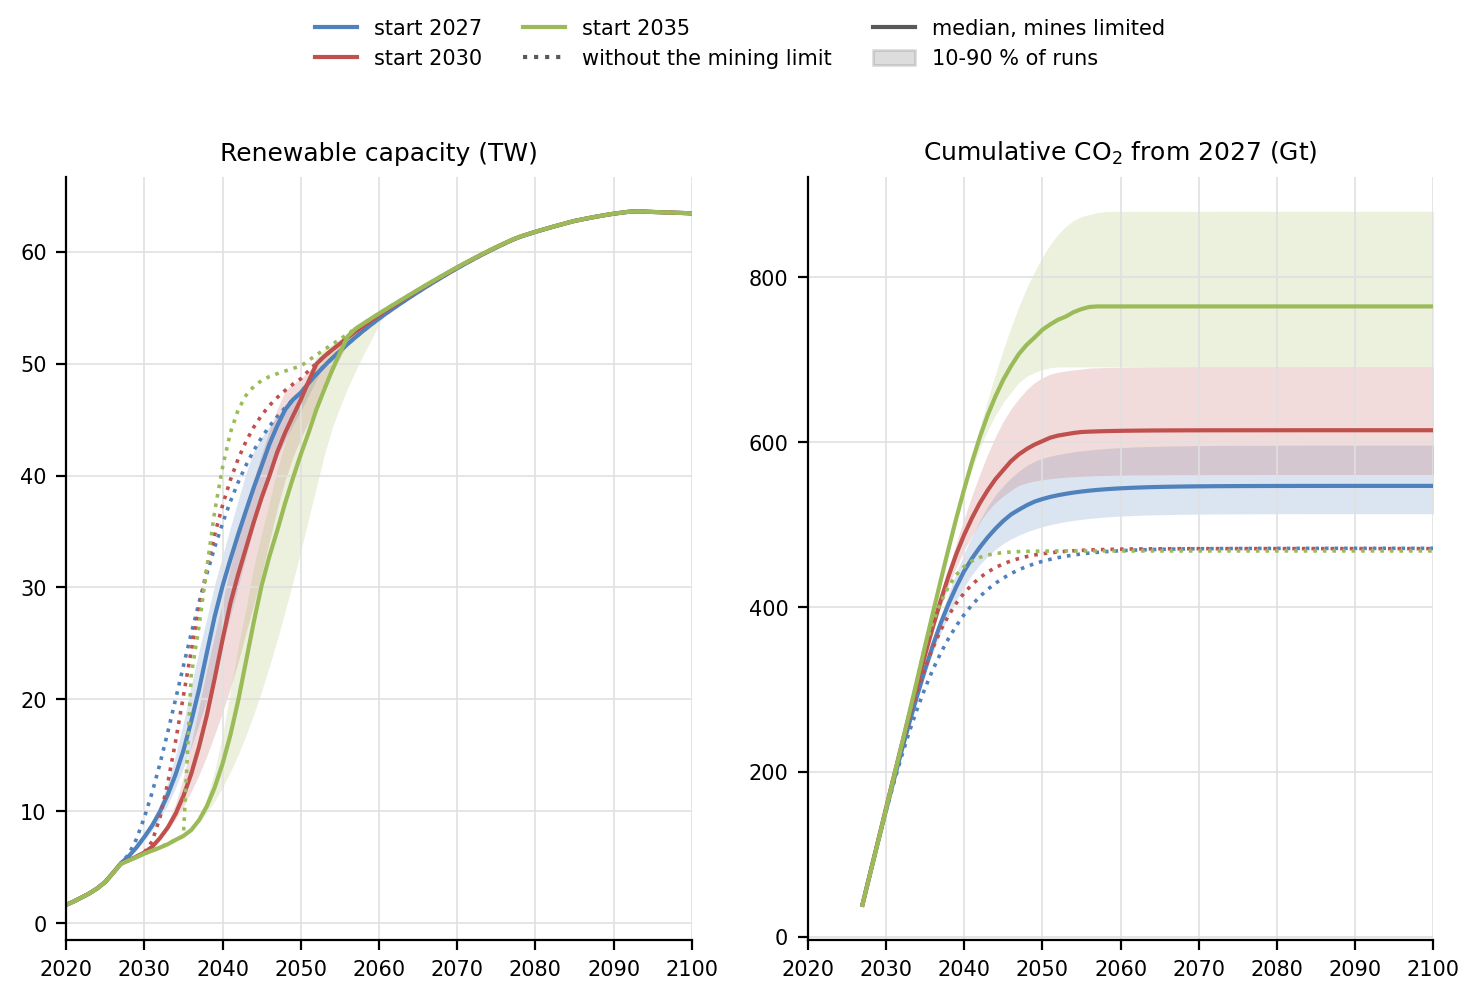 start 2027
start 2030
start 2035
without the mining limit
median, mines limited
10-90 % of runs
Renewable capacity (TW)
60
50
40
30
20
10
0
2020 2030 2040 2050 2060 2070 2080 2090 2100
Cumulative CO₂ from 2027 (Gt)
800
600
400
200
0
2020 2030 2040 2050 2060 2070 2080 2090 2100